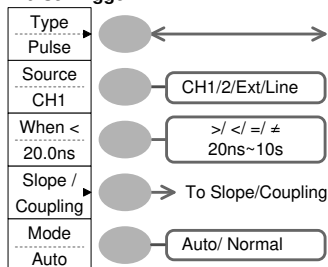 Type
Pulse
Source
CH1
CH1/2/Ext/Line
When <
20.0ns
>/ </ =/ ≠
20ns~10s
Slope /
Coupling
To Slope/Coupling
Mode
Auto
Auto/ Normal